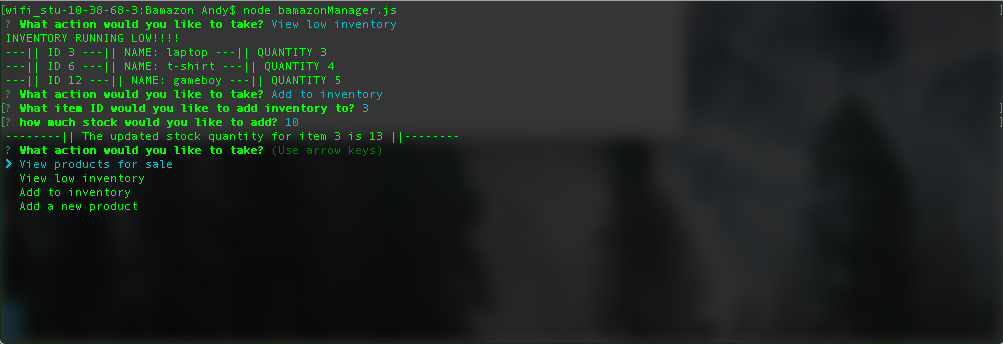 [wifi_stu-10-38-68-3:Bamazon Andy$ node bamazonManager.js ]
? What action would you like to take? View low inventory
INVENTORY RUNNING LOW!!!!
---|| ID 3 ---|| NAME: laptop ---|| QUANTITY 3
---|| ID 6 ---|| NAME: t-shirt ---|| QUANTITY 4
---|| ID 12 ---|| NAME: gameboy ---|| QUANTITY 5
? What action would you like to take? Add to inventory
[? What item ID would you like to add inventory to? 3 ]
[? how much stock would you like to add? 10 ]
--------|| The updated stock quantity for item 3 is 13 ||--------
? What action would you like to take? (Use arrow keys)
❯ View products for sale
View low inventory
Add to inventory
Add a new product